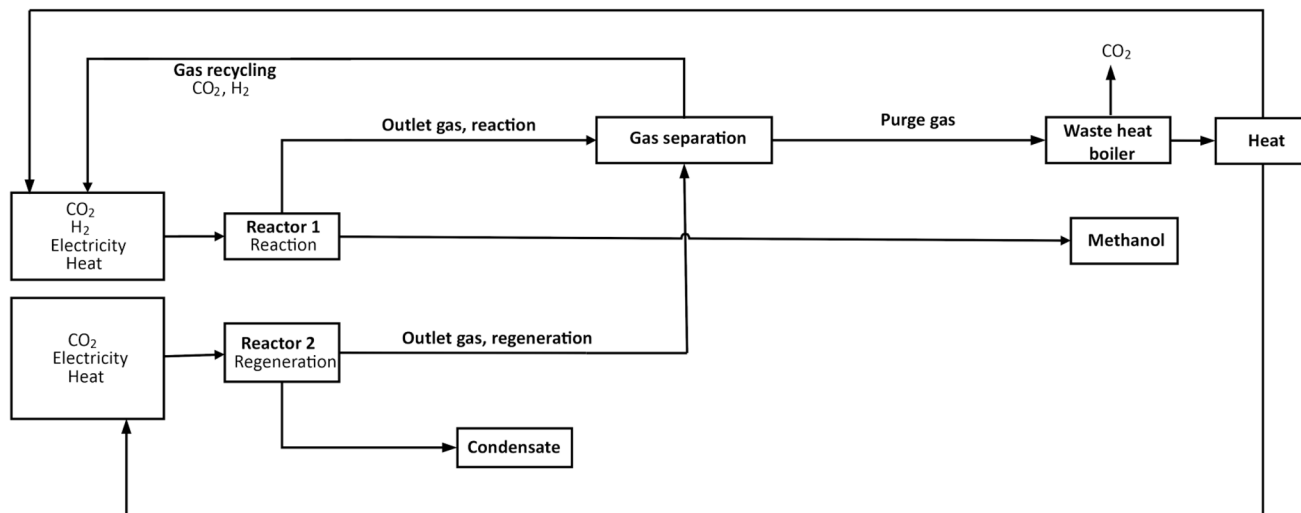 CO₂
Gas recycling
CO₂, H₂
Outlet gas, reaction
Gas separation
Purge gas
Waste heat
boiler
Heat
CO₂
H₂
Electricity
Heat
Reactor 1
Reaction
Methanol
CO₂
Electricity
Heat
Reactor 2
Regeneration
Outlet gas, regeneration
Condensate